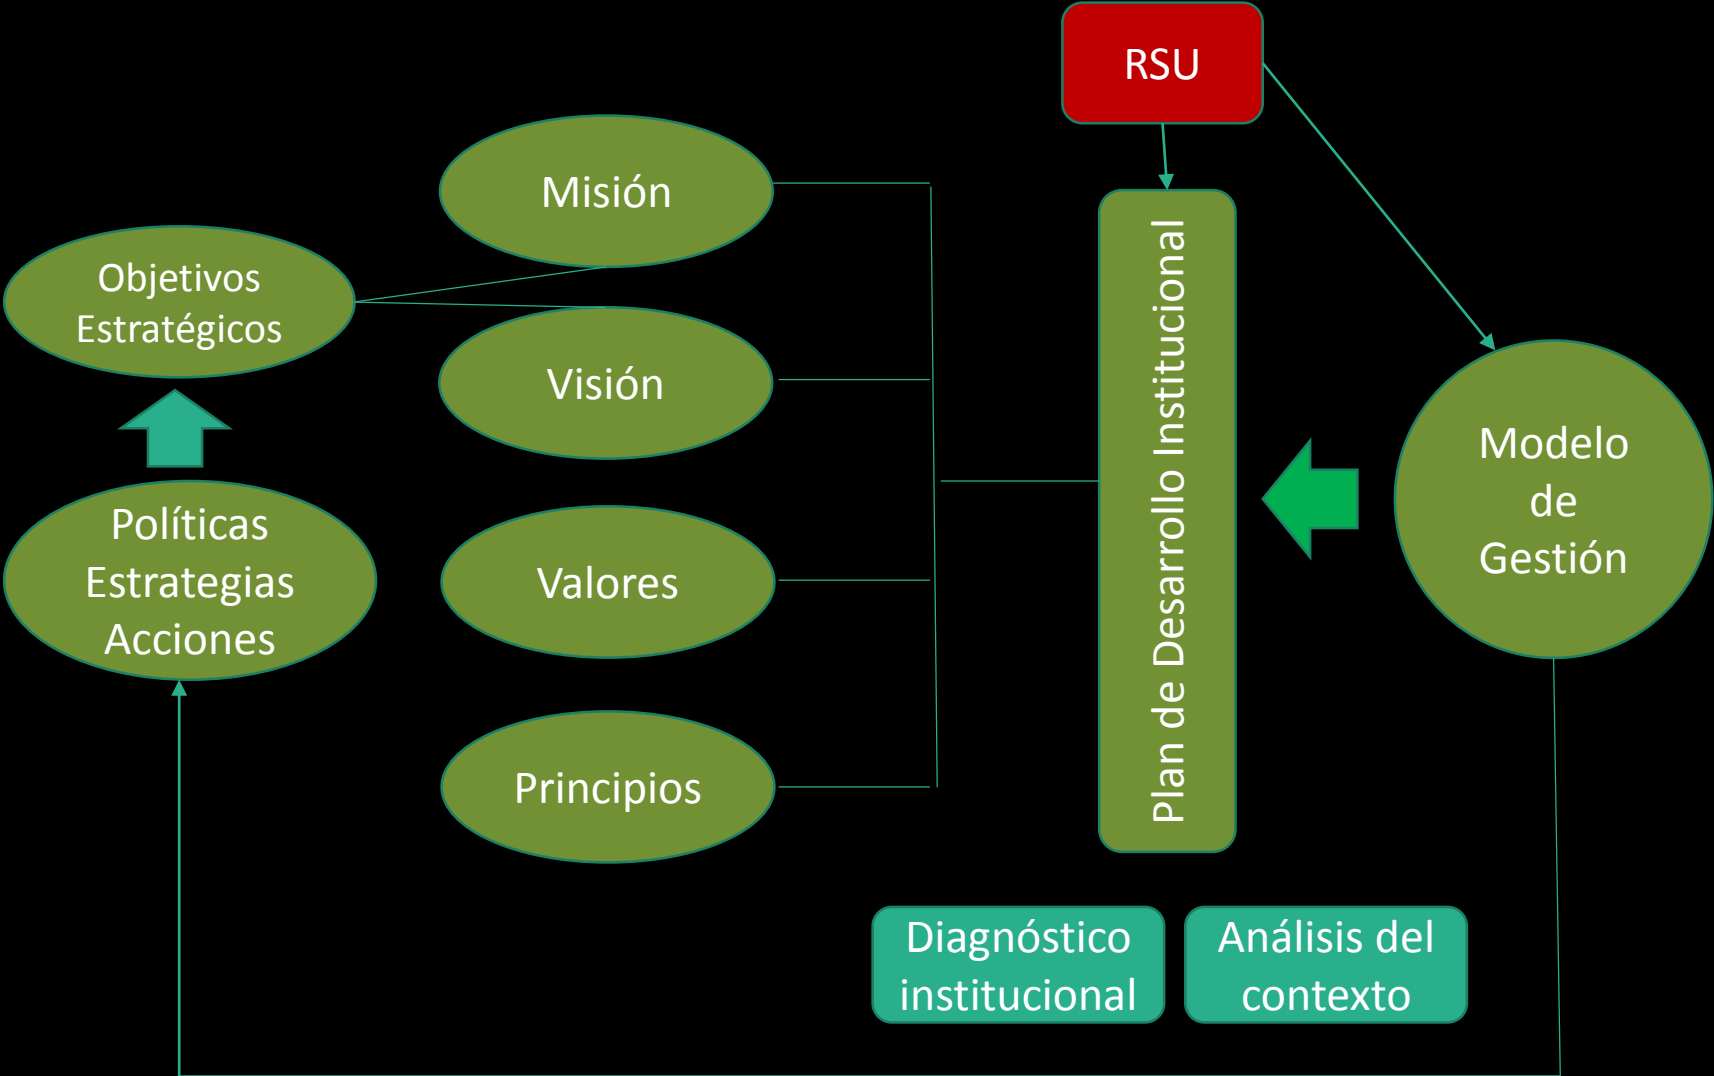 RSU
Misión
Objetivos
Estratégicos
Visión
Políticas
Estrategias
Acciones
Valores
Principios
Plan de Desarrollo Institucional
Modelo
de
Gestión
Diagnóstico
institucional
Análisis del
contexto